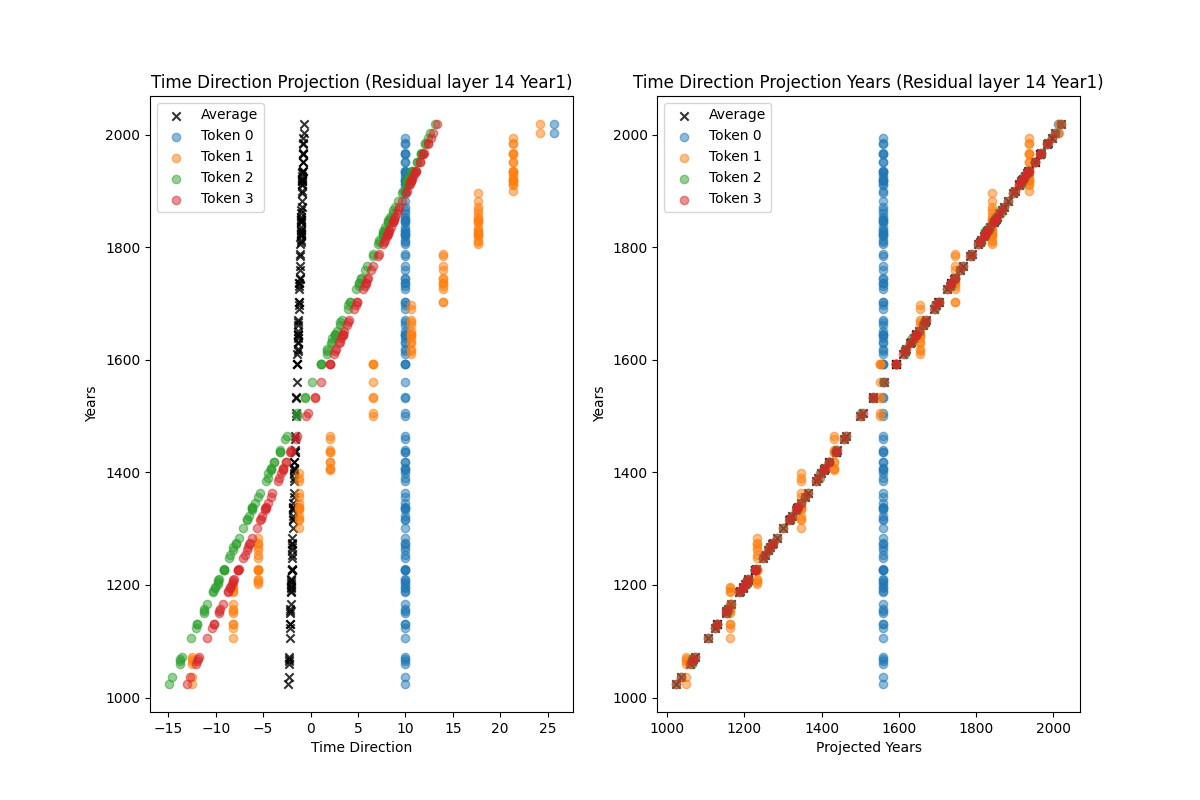 Time Direction Projection (Residual layer 14 Year1)
Average
Token 0
Token 1
Token 2
Token 3
Years
2000
1800
1600
1400
1200
1000
−15
−10
−5
0
5
10
15
20
25
Time Direction
Time Direction Projection Years (Residual layer 14 Year1)
Average
Token 0
Token 1
Token 2
Token 3
Years
2000
1800
1600
1400
1200
1000
1000
1200
1400
1600
1800
2000
Projected Years